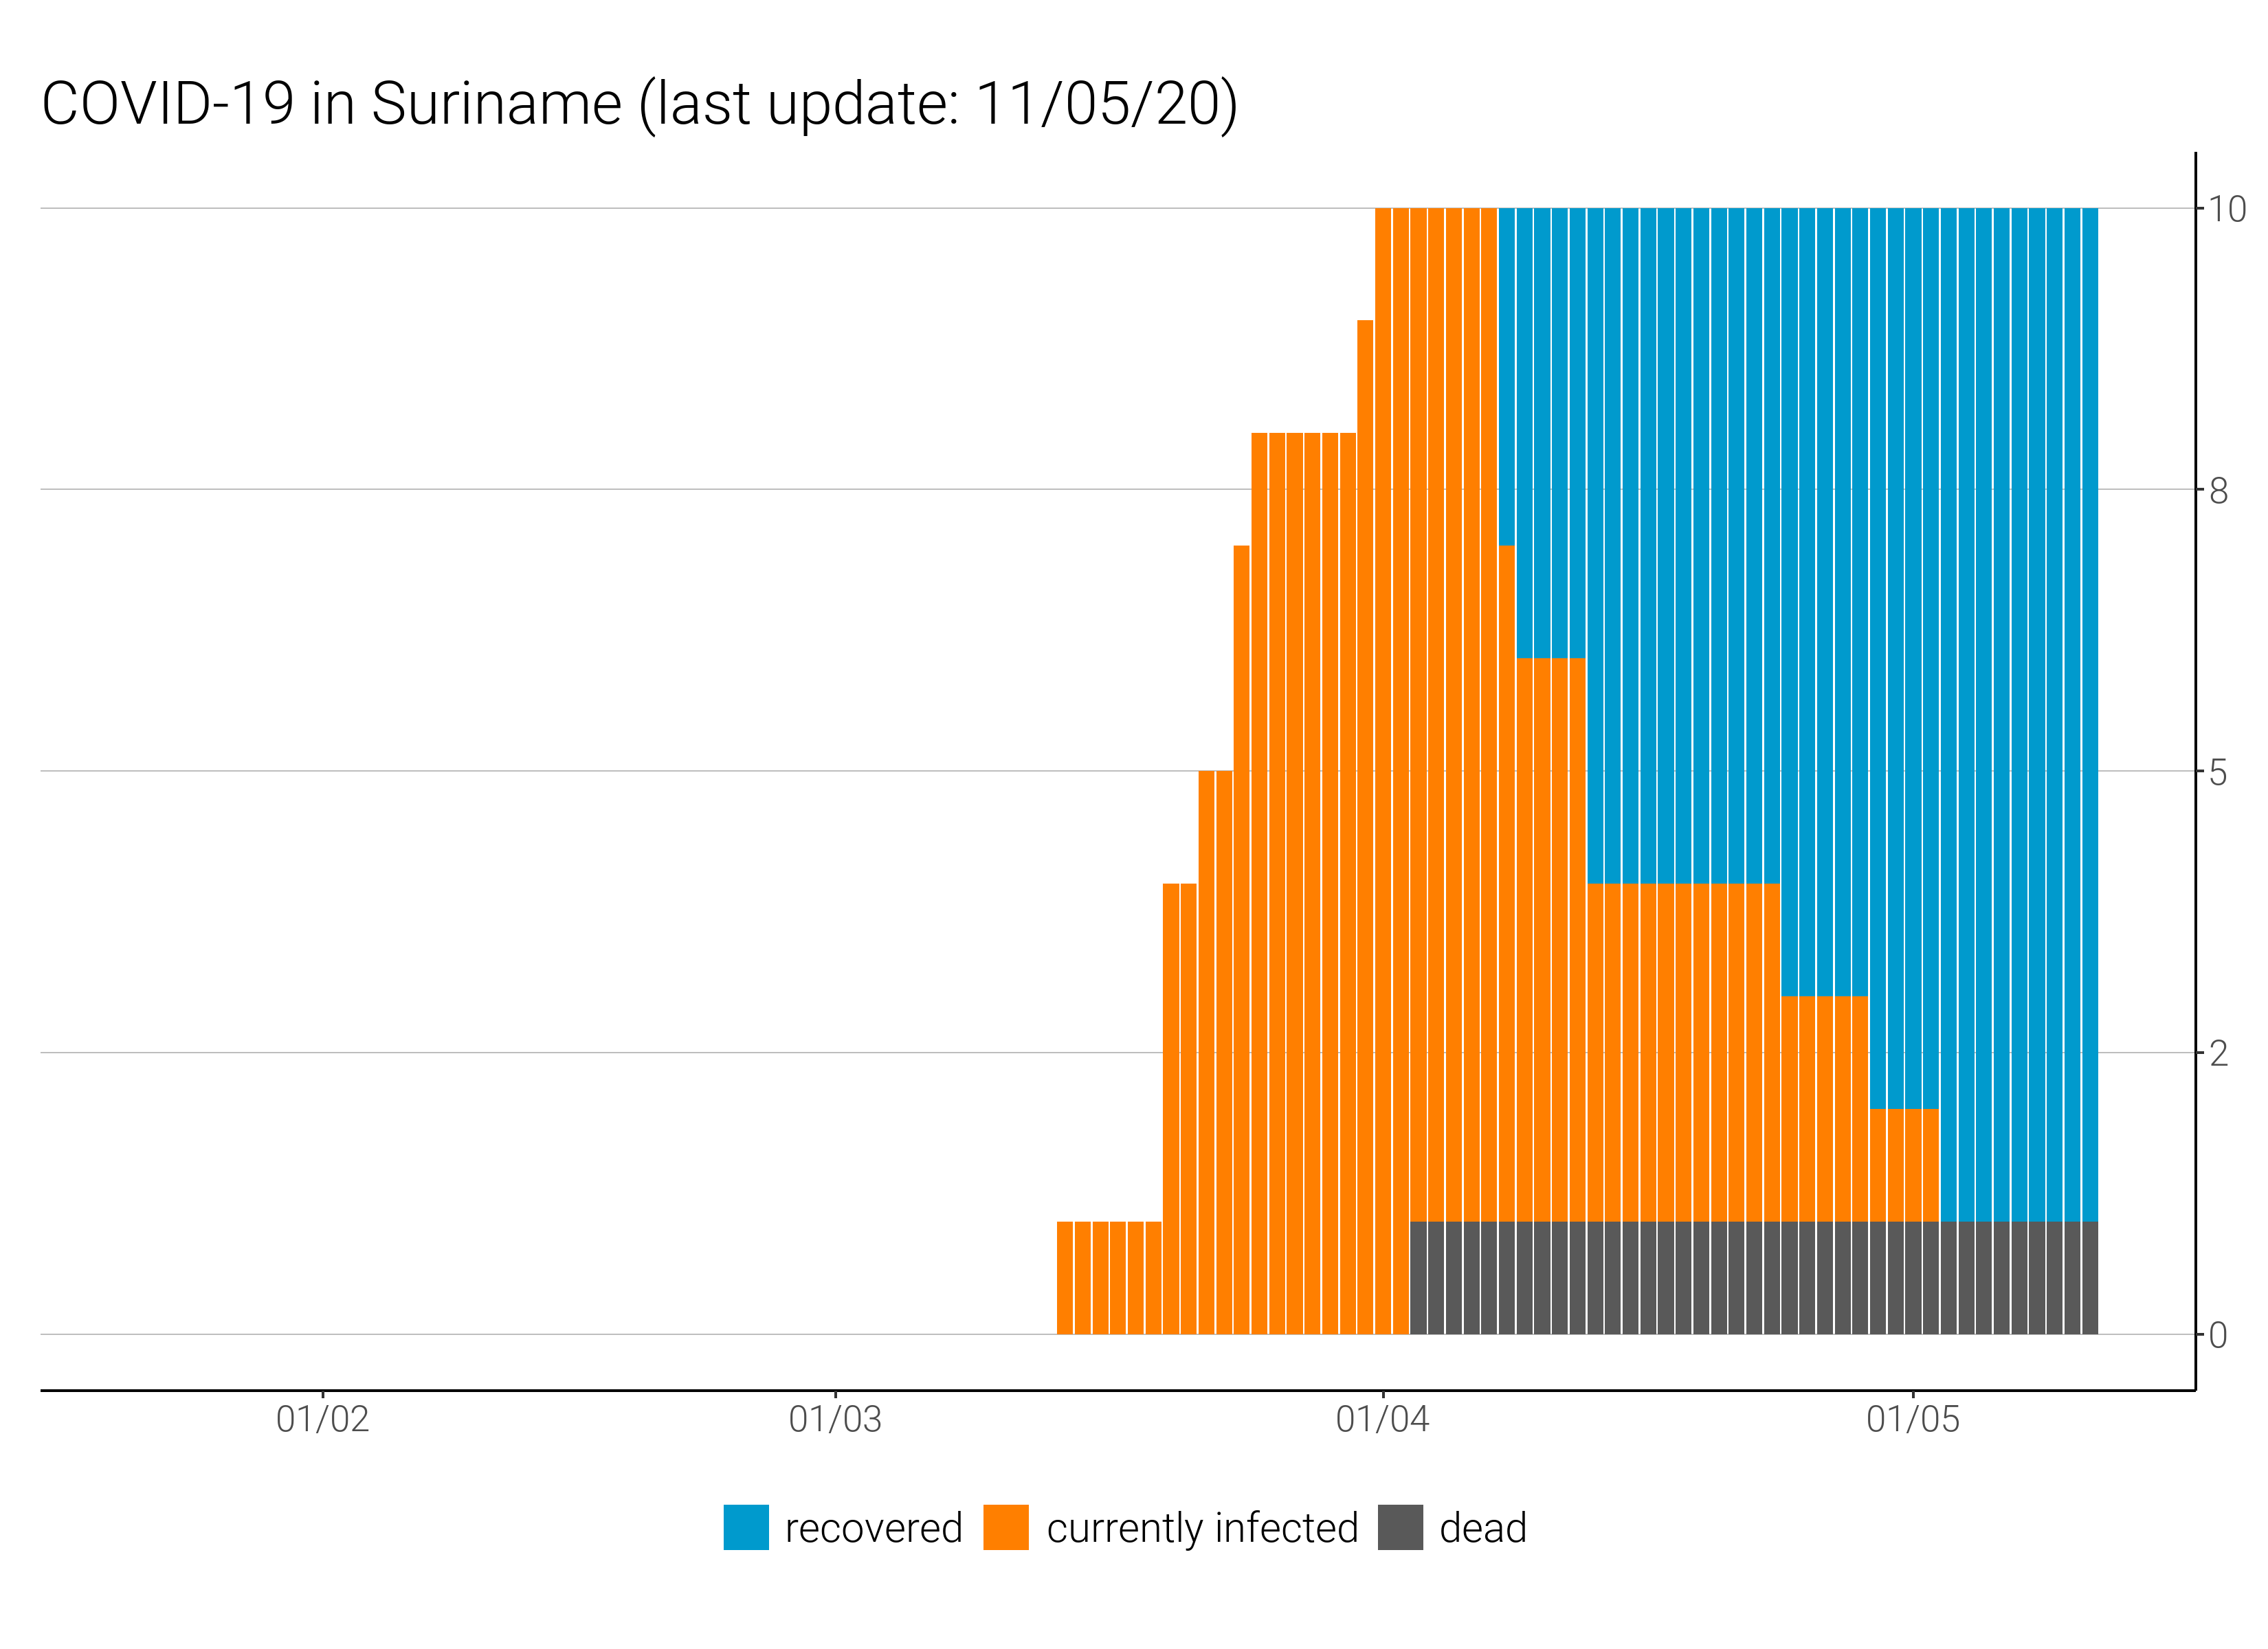 COVID-19 in Suriname (last update: 11/05/20)
10
8
5
2
0
01/02 01/03 01/04 01/05
recovered currently infected dead